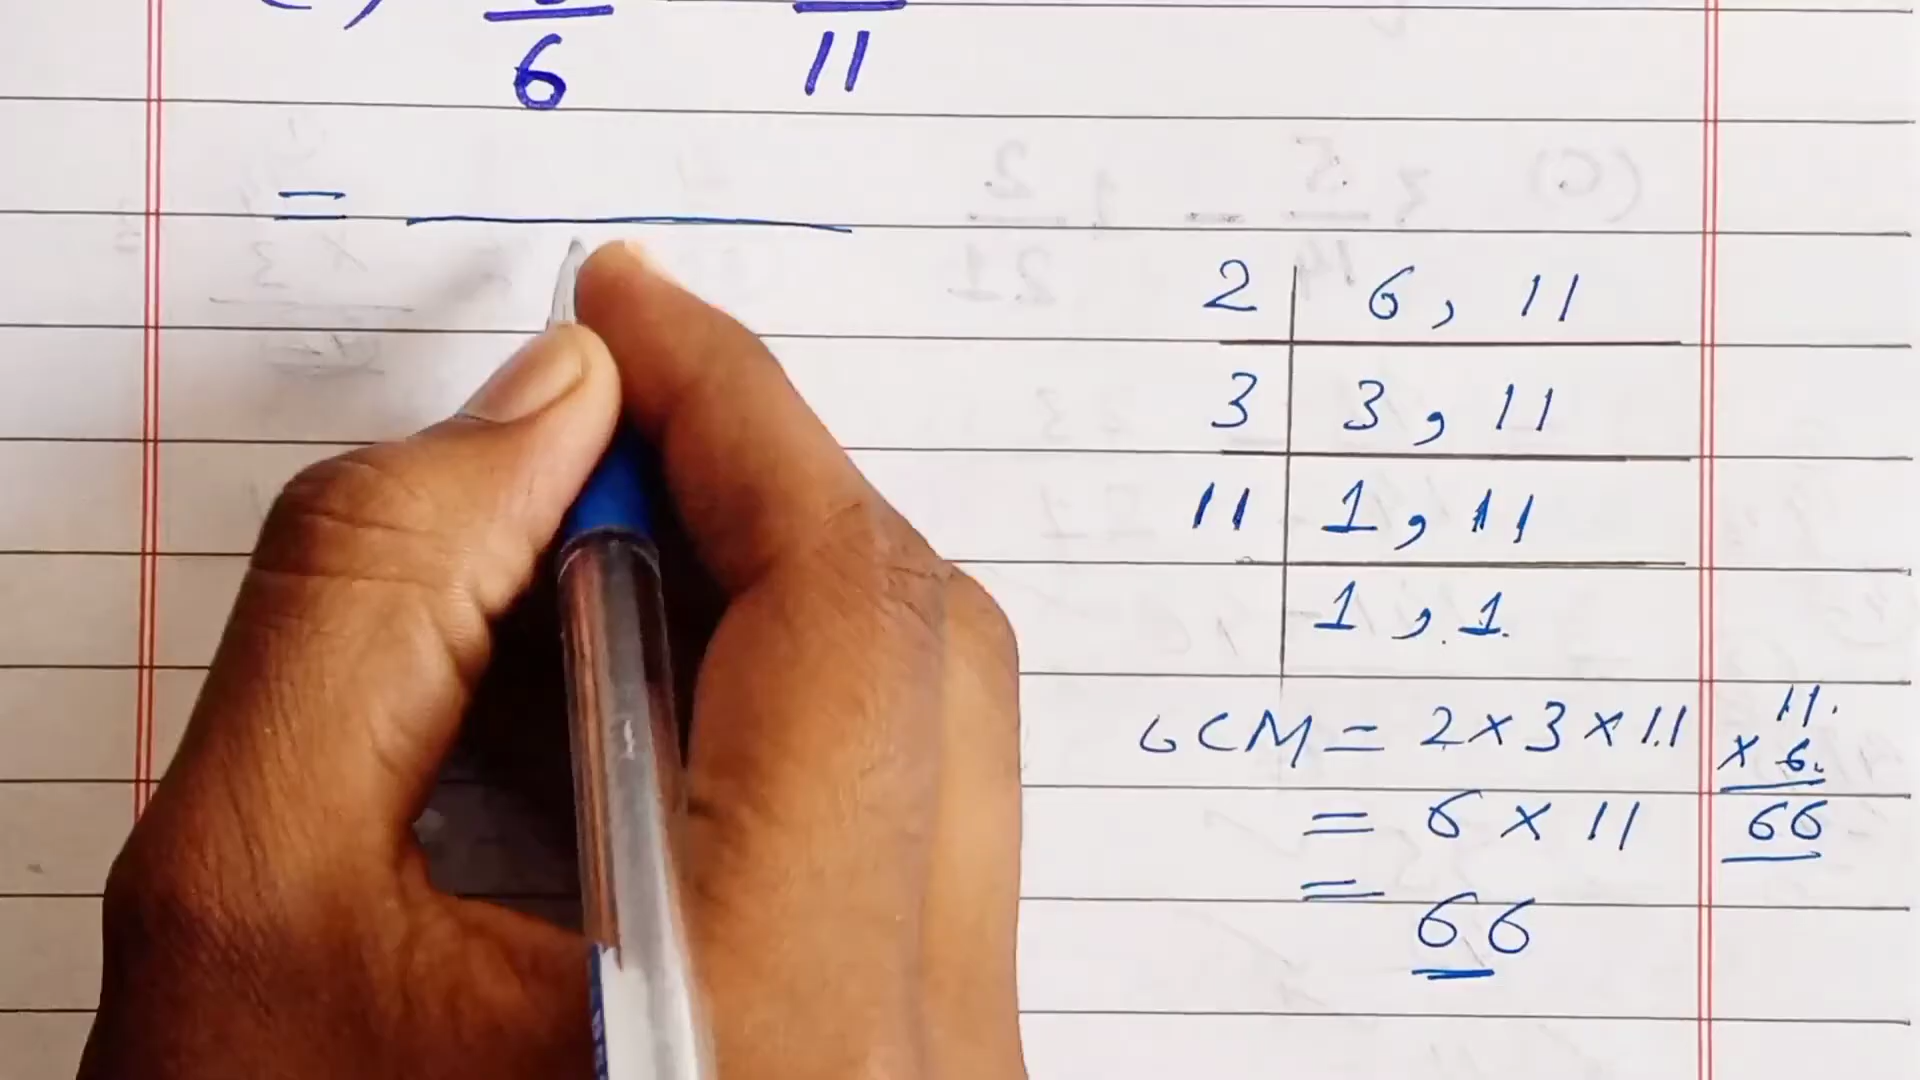 6 11
=
2 | 6, 11
3 | 3, 11
11 | 1, 11
1, 1
LCM = 2 × 3 × 11
= 6 × 11
= 66
11
× 6
66